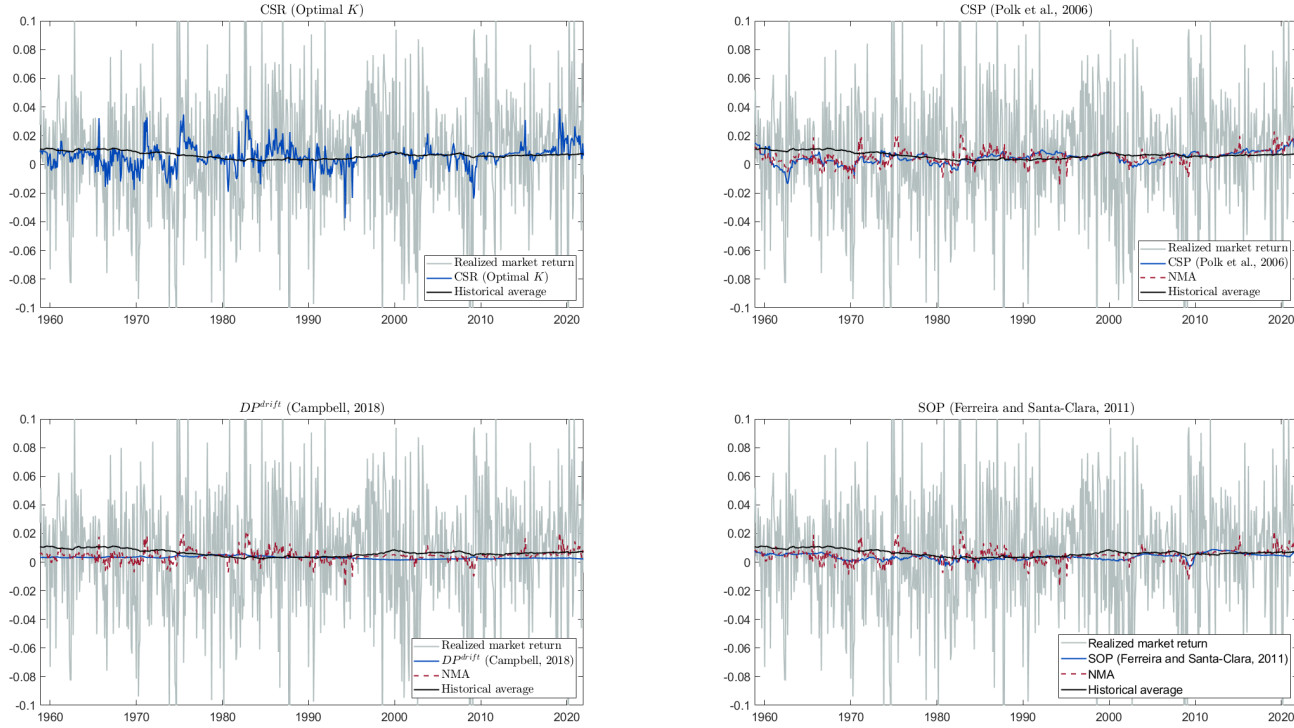 CSR (Optimal K)
0.1
0.08
0.06
0.04
0.02
0
-0.02
-0.04
-0.06
-0.08
-0.1
1960 1970 1980 1990 2000 2010 2020
Realized market return
CSR (Optimal K)
Historical average
CSP (Polk et al., 2006)
0.1
0.08
0.06
0.04
0.02
0
-0.02
-0.04
-0.06
-0.08
-0.1
1960 1970 1980 1990 2000 2010 2020
Realized market return
CSP (Polk et al., 2006)
NMA
Historical average
DP^drift (Campbell, 2018)
0.1
0.08
0.06
0.04
0.02
0
-0.02
-0.04
-0.06
-0.08
-0.1
1960 1970 1980 1990 2000 2010 2020
Realized market return
DP^drift (Campbell, 2018)
NMA
Historical average
SOP (Ferreira and Santa-Clara, 2011)
0.1
0.08
0.06
0.04
0.02
0
-0.02
-0.04
-0.06
-0.08
-0.1
1960 1970 1980 1990 2000 2010 2020
Realized market return
SOP (Ferreira and Santa-Clara, 2011)
NMA
Historical average